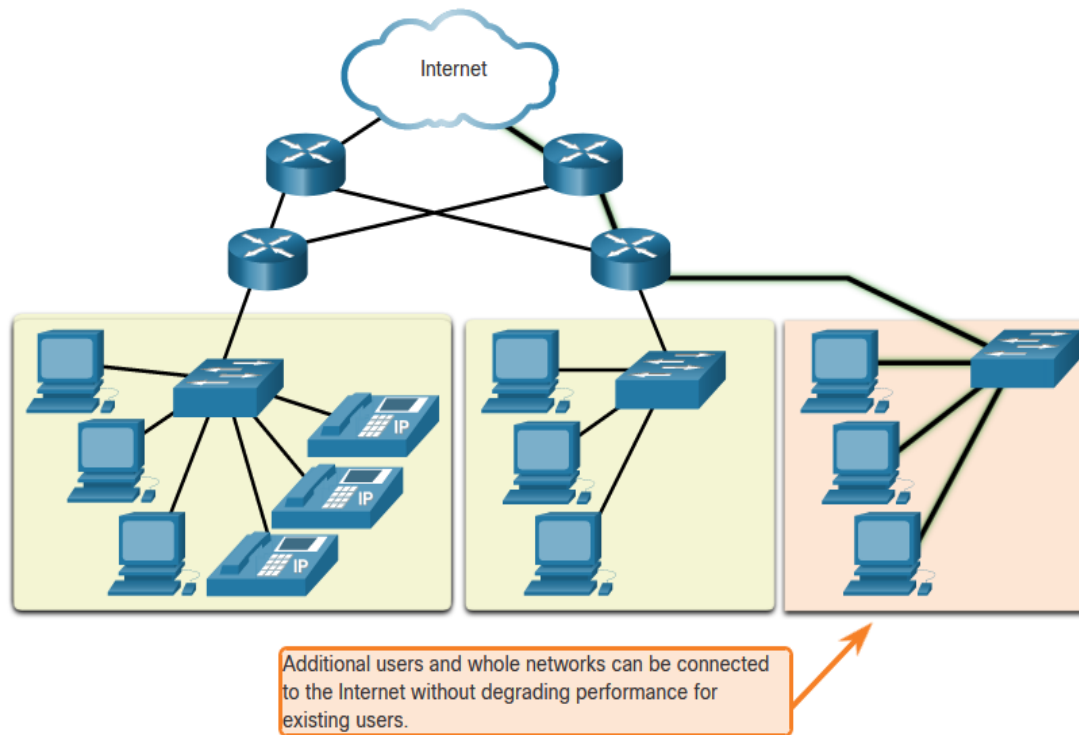 Internet
IP
IP
IP
Additional users and whole networks can be connected
to the Internet without degrading performance for
existing users.